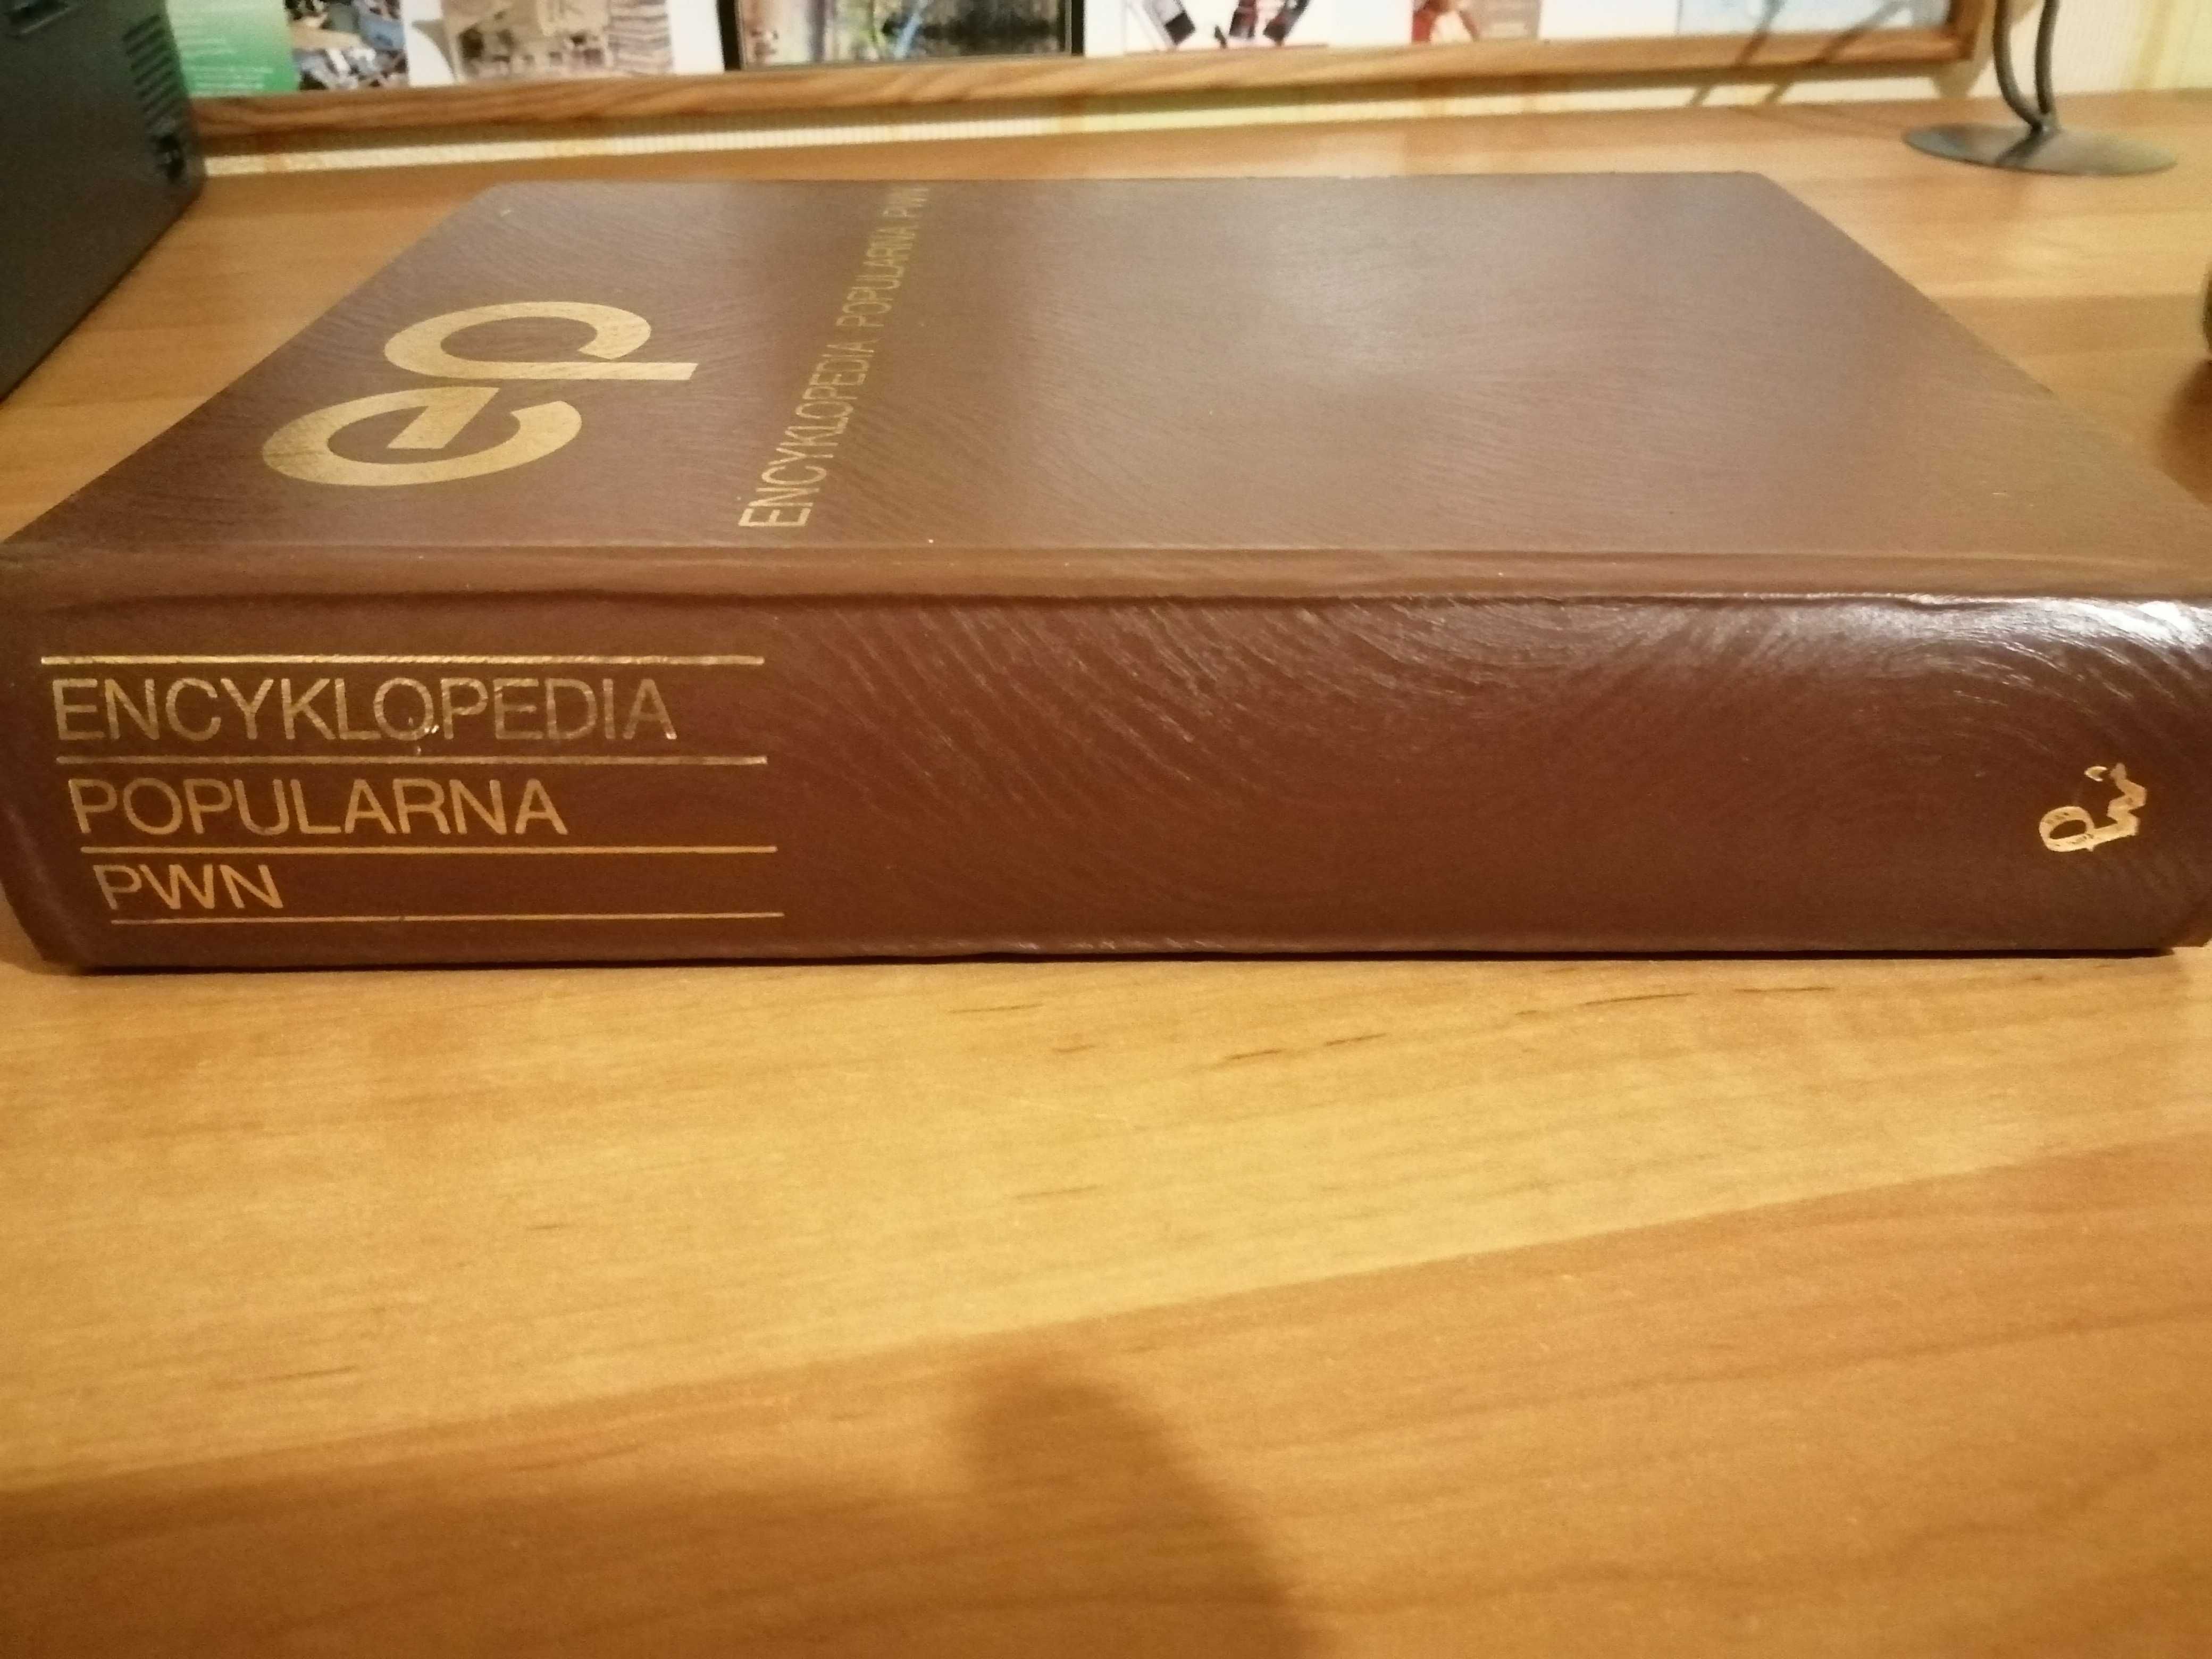 ep
ENCYKLOPEDIA POPULARNA PWN
ENCYKLOPEDIA
POPULARNA
PWN